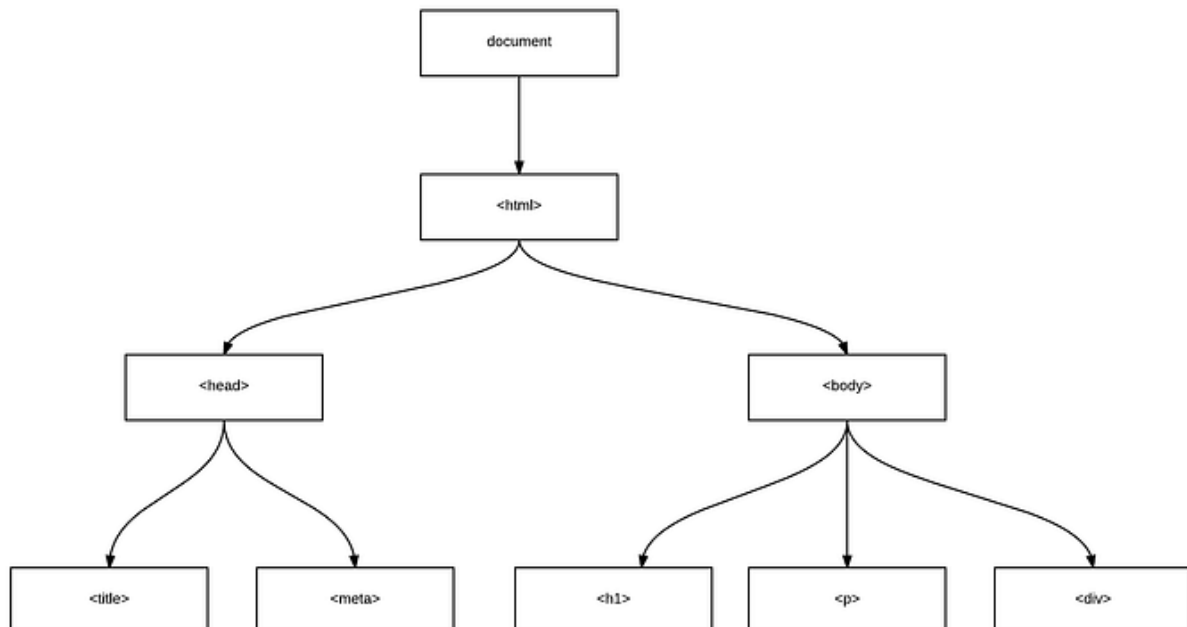 document
<html>
<head>
<body>
<title>
<meta>
<h1>
<p>
<div>